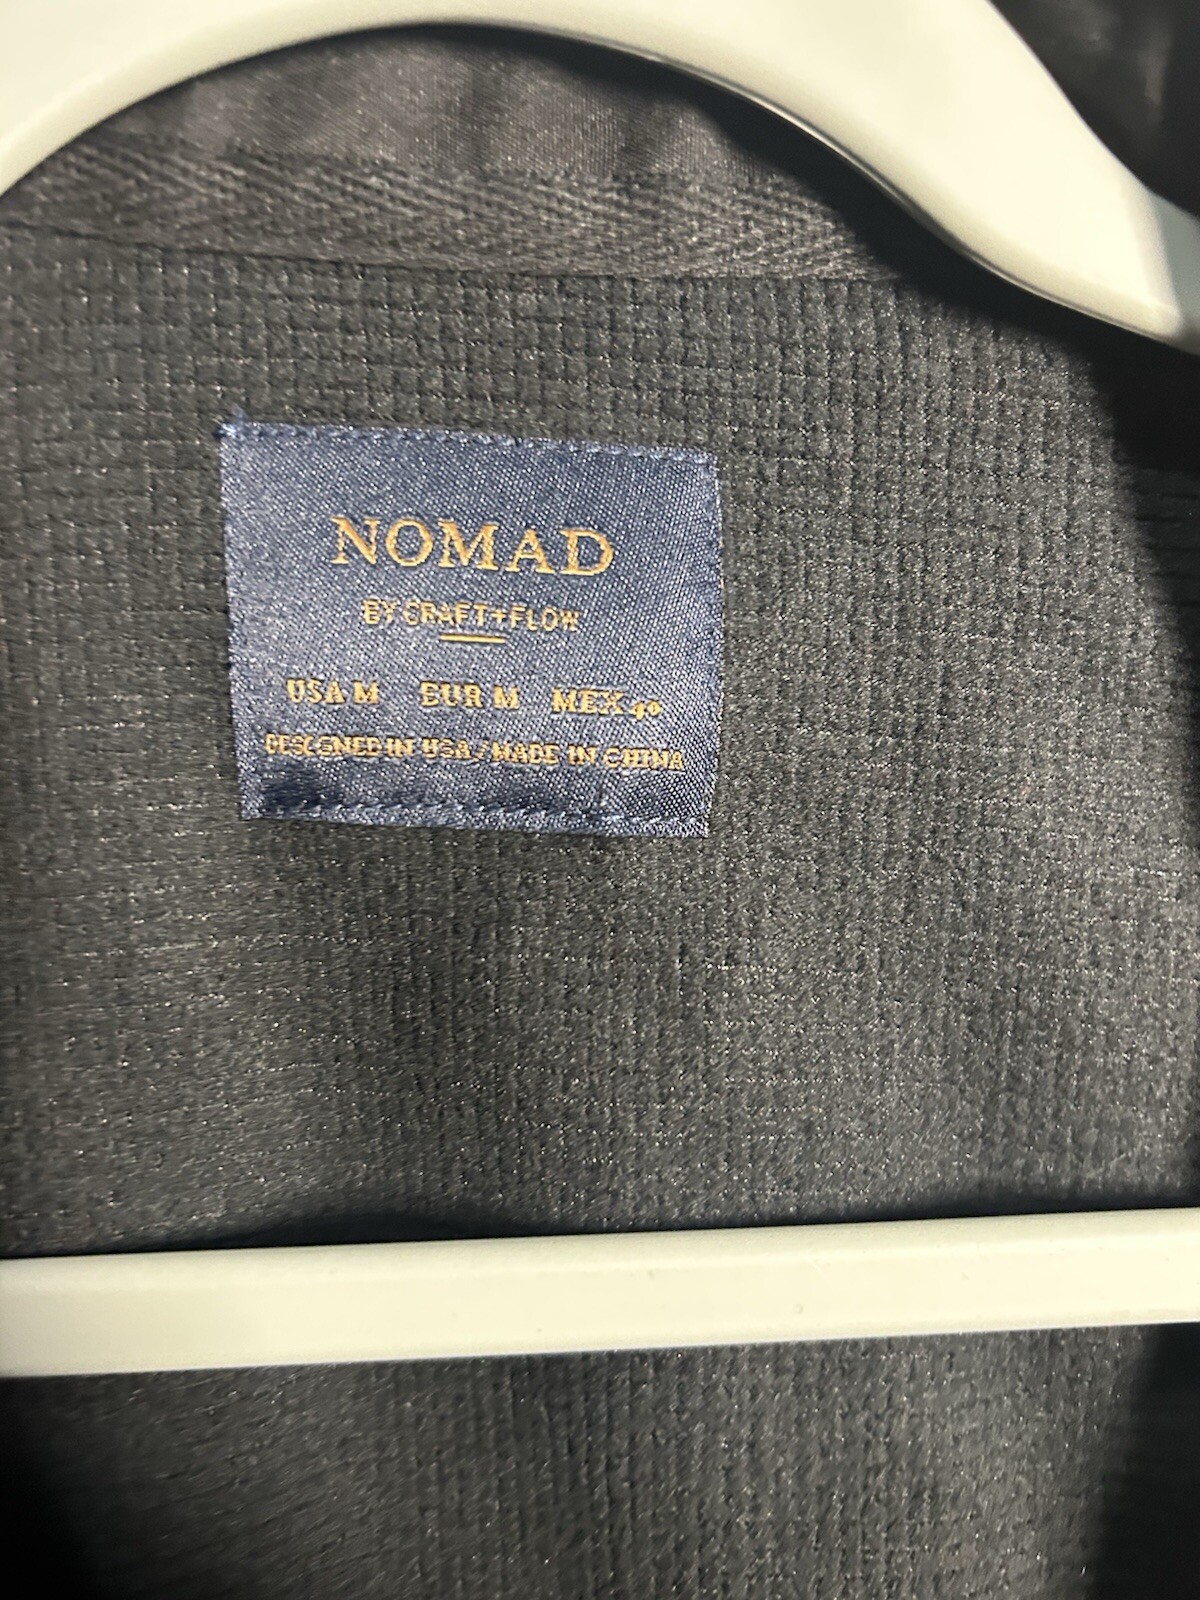 NOMAD
BY CRAFT+FLOW
USA M EUR M MEX 40
DESIGNED IN USA / MADE IN CHINA